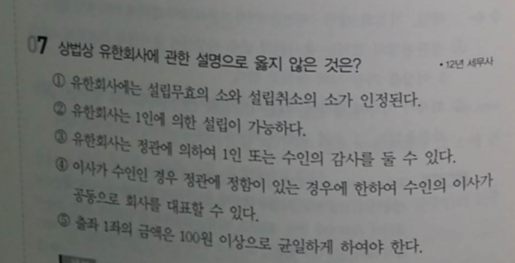 07 상법상 유한회사에 관한 설명으로 옳지 않은 것은? • 12년 세무사
① 유한회사에는 설립무효의 소와 설립취소의 소가 인정된다.
② 유한회사는 1인에 의한 설립이 가능하다.
③ 유한회사는 정관에 의하여 1인 또는 수인의 감사를 둘 수 있다.
④ 이사가 수인인 경우 정관에 정함이 있는 경우에 한하여 수인의 이사가
공동으로 회사를 대표할 수 있다.
⑤ 출좌 1좌의 금액은 100원 이상으로 균일하게 하여야 한다.